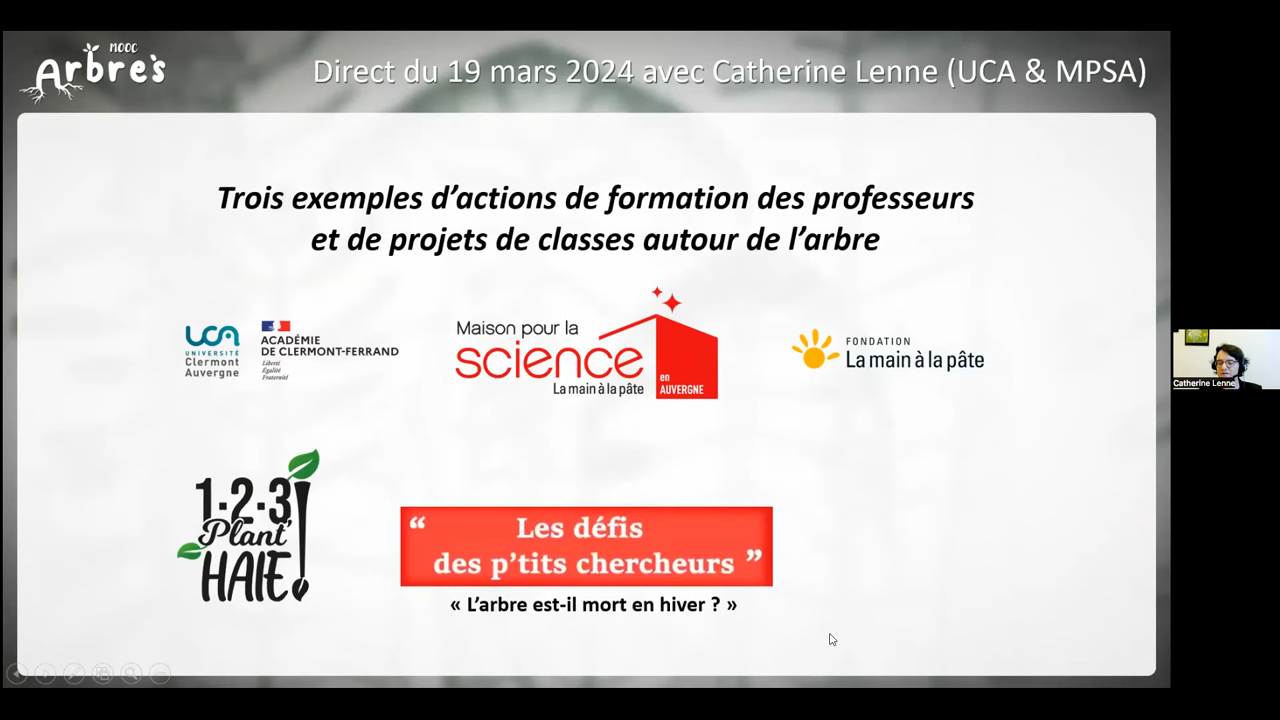 MOOC
Arbre's
Direct du 19 mars 2024 avec Catherine Lenne (UCA & MPSA)
Trois exemples d’actions de formation des professeurs
et de projets de classes autour de l’arbre
UCA
UNIVERSITÉ
Clermont
Auvergne
ACADÉMIE
DE CLERMONT-FERRAND
Liberté
Égalité
Fraternité
Maison pour la
science
La main à la pâte
en
AUVERGNE
FONDATION
La main à la pâte
1·2·3
Plant'
HAIE!
“ Les défis
des p’tits chercheurs ”
« L’arbre est-il mort en hiver ? »
Catherine Lenne